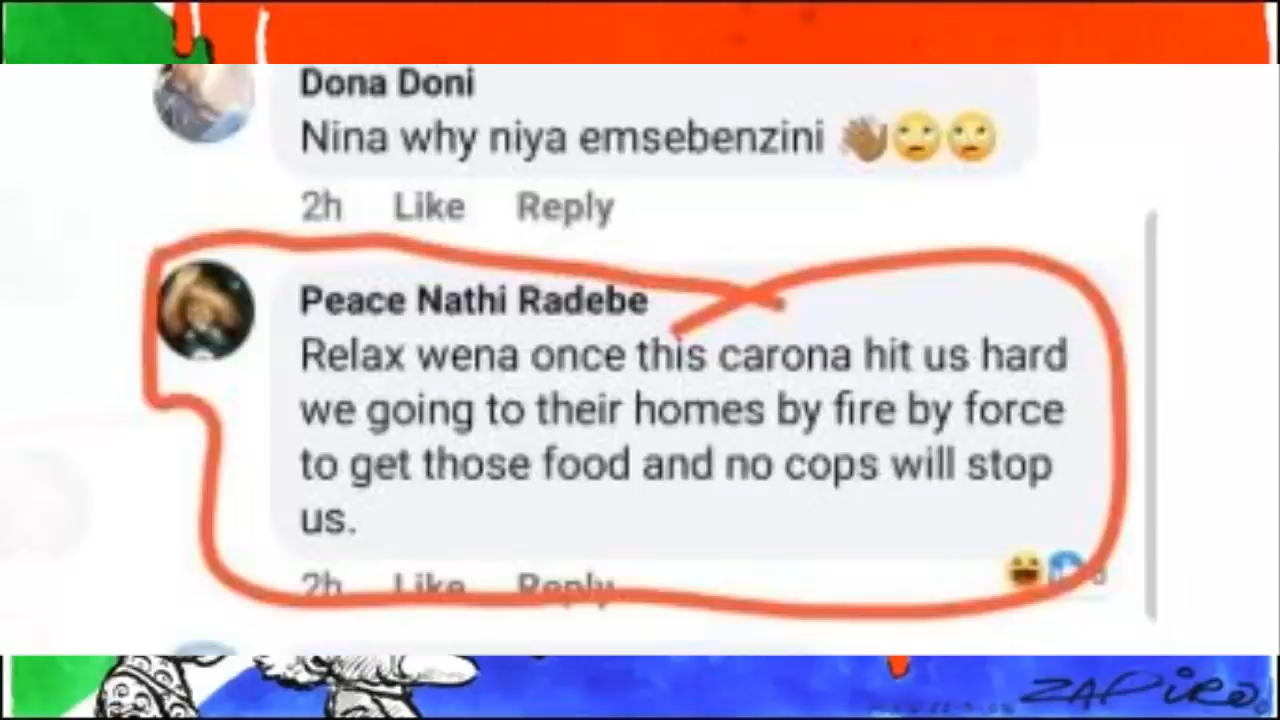 Dona Doni
Nina why niya emsebenzini 👋🏾🙄🙄
2h Like Reply
Peace Nathi Radebe
Relax wena once this carona hit us hard
we going to their homes by fire by force
to get those food and no cops will stop
us.
2h Like Reply
ZAPIRO